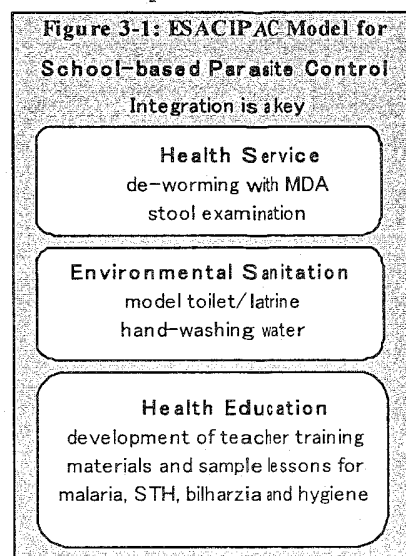 Figure 3-1: ESACIPAC Model for
School-based Parasite Control
Integration is a key
Health Service
de-worming with MDA
stool examination
Environmental Sanitation
model toilet/latrine
hand-washing water
Health Education
development of teacher training
materials and sample lessons for
malaria, STH, bilharzia and hygiene